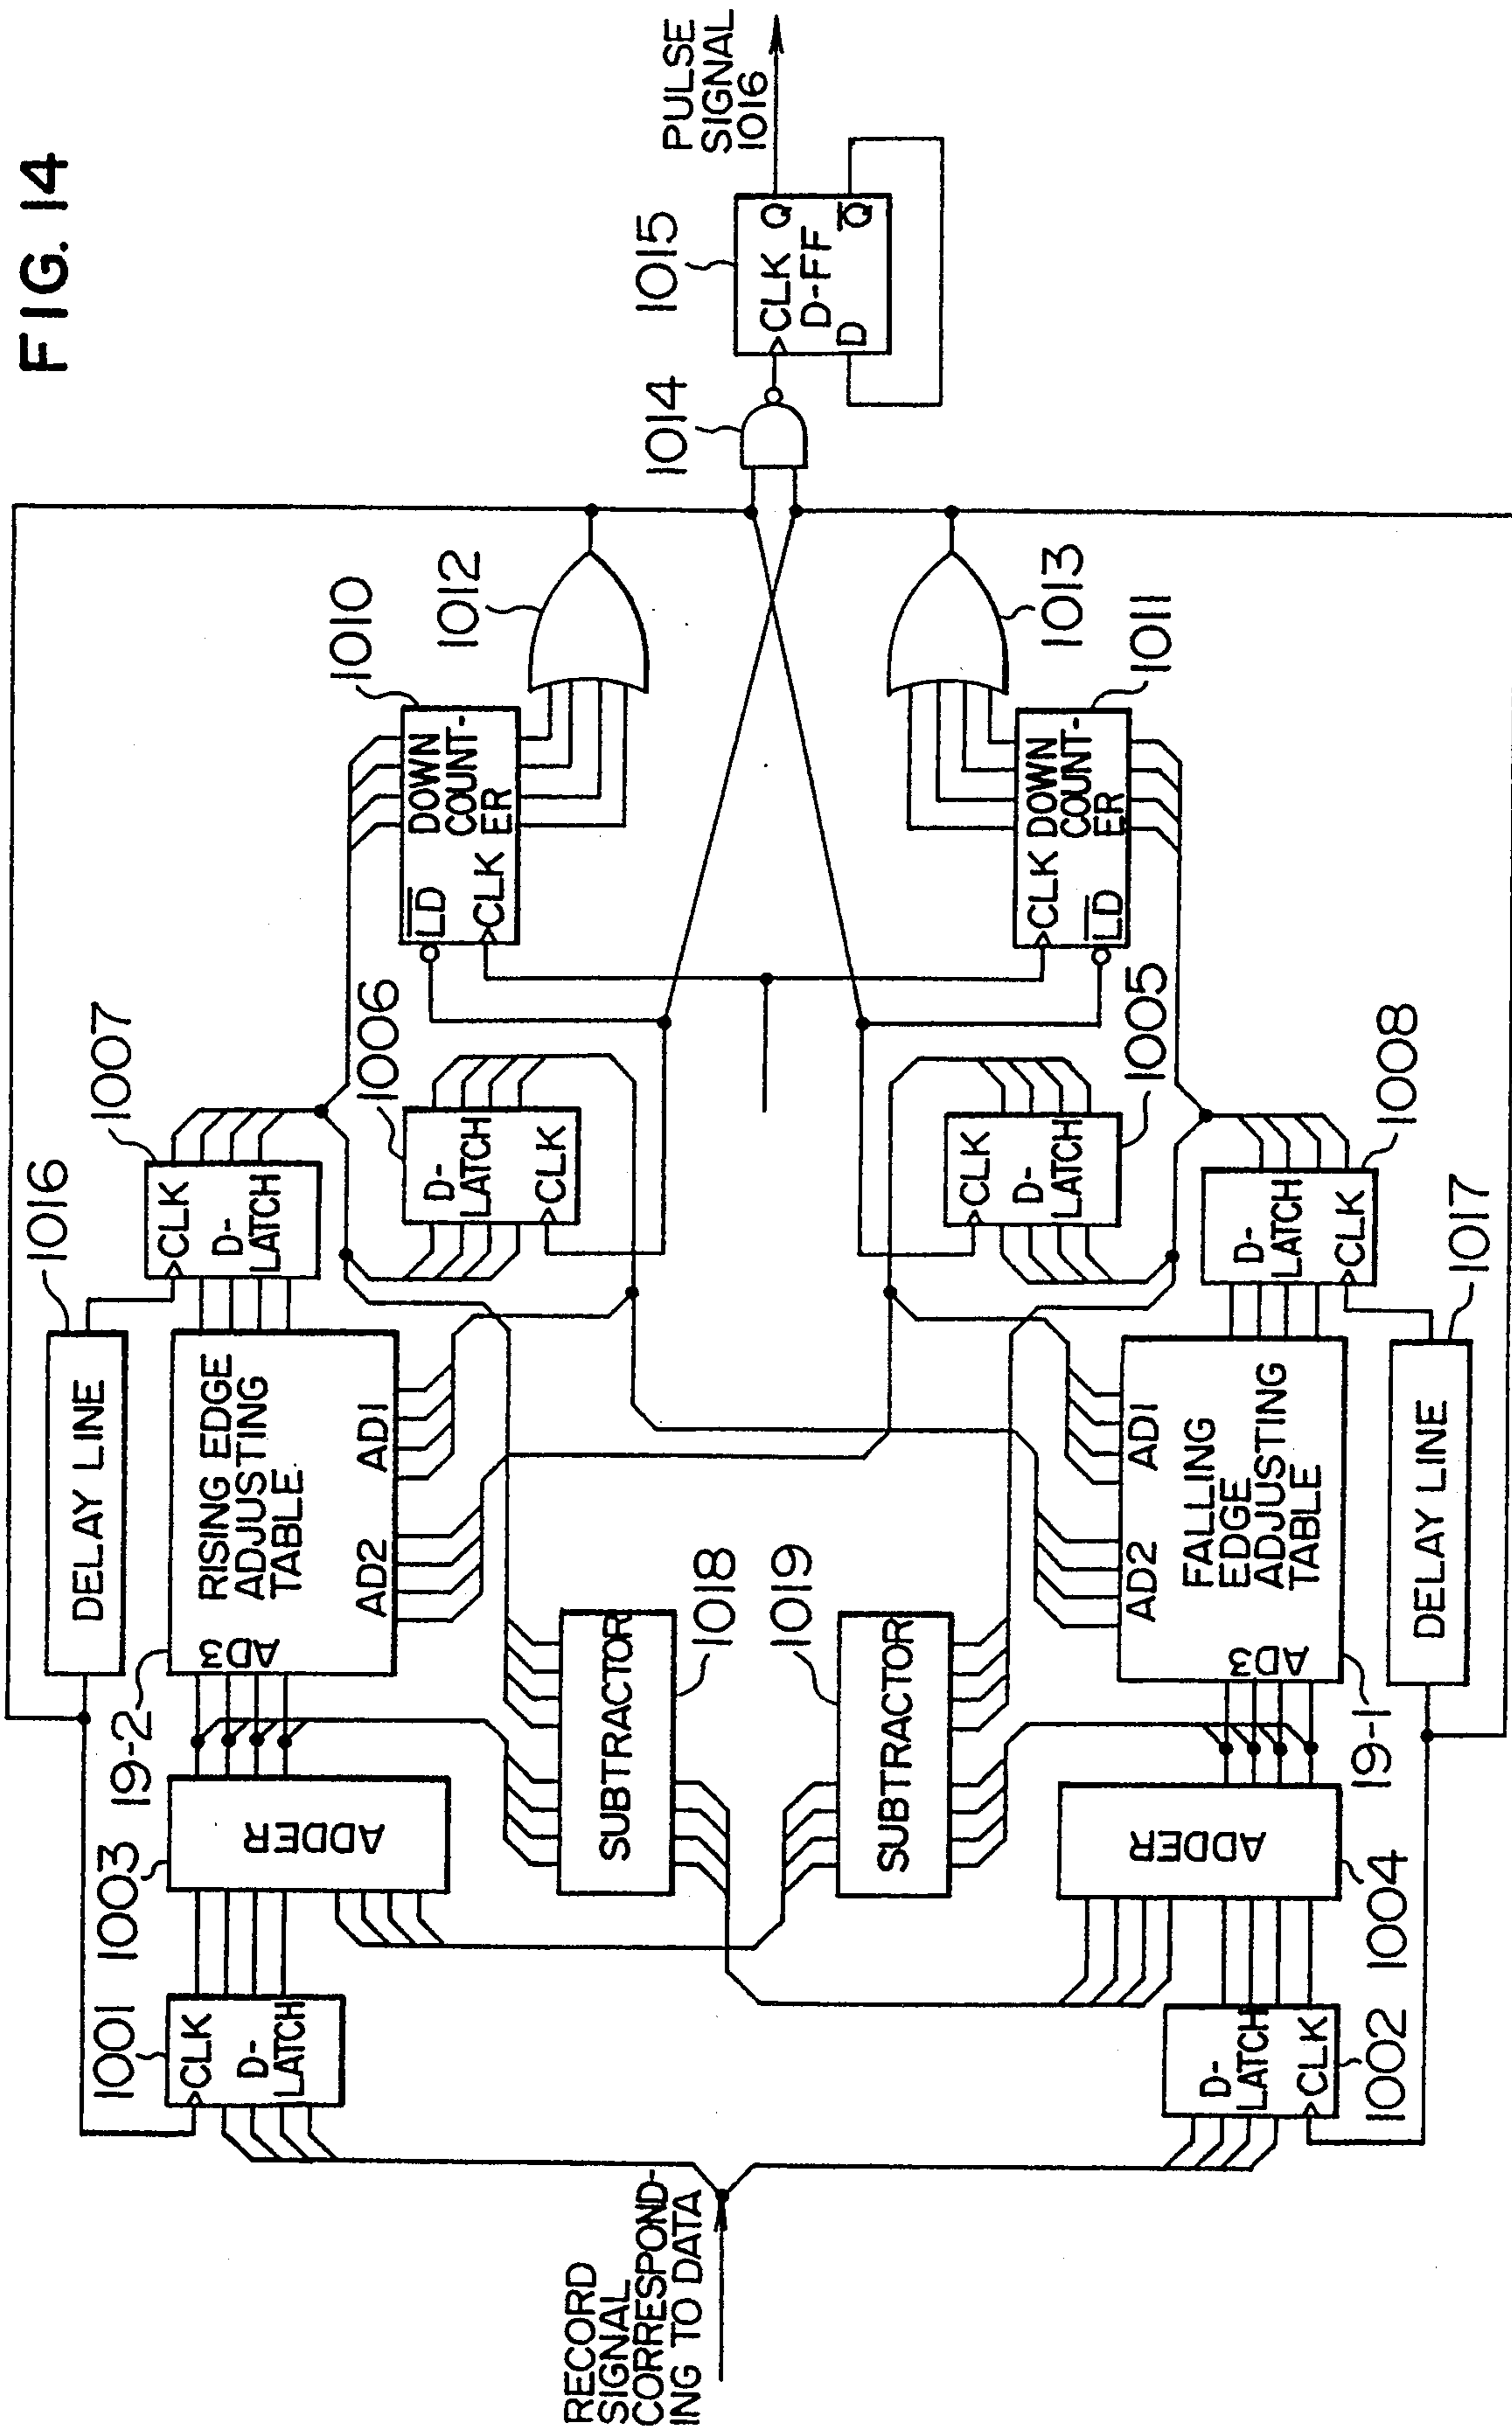 FIG. 14
RECORD
SIGNAL
CORRESPOND-
ING TO DATA
1001
CLK
D-
LATCH
1003
ADDER
19-2
RISING EDGE
ADJUSTING
TABLE
AD3
AD2
AD1
DELAY LINE
1016
1007
CLK
D-
LATCH
1006
D-
LATCH
CLK
1010
LD
CLK
DOWN
COUNT-
ER
1012
1014
1015
CLK
D-FF
D
Q
Q
PULSE
SIGNAL
1016
SUBTRACTOR
1018
SUBTRACTOR
1019
1013
1011
CLK
LD
DOWN
COUNT-
ER
1005
CLK
D-
LATCH
1008
D-
LATCH
CLK
1017
DELAY LINE
FALLING
EDGE
ADJUSTING
TABLE
AD3
AD2
AD1
19-1
ADDER
1004
D-
LATCH
CLK
1002